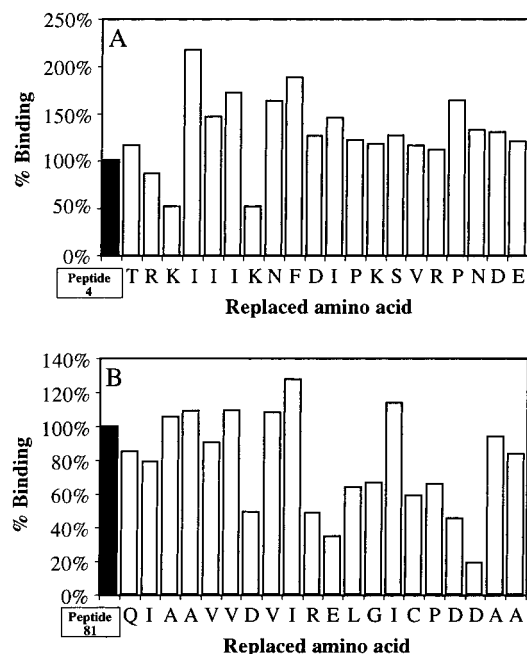 250%
A
200%
150%
100%
50%
0%
% Binding
Peptide 4
T R K I I I K N F D I P K S V R P N D E
Replaced amino acid
140%
B
120%
100%
80%
60%
40%
20%
0%
% Binding
Peptide 81
Q I A A V V D V I R E L G I C P D D A A
Replaced amino acid